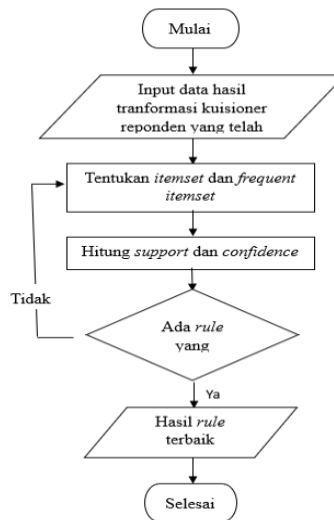 Mulai
Input data hasil
tranformasi kuisioner
reponden yang telah
Tentukan itemset dan frequent
itemset
Hitung support dan confidence
Tidak
Ada rule
yang
Ya
Hasil rule
terbaik
Selesai